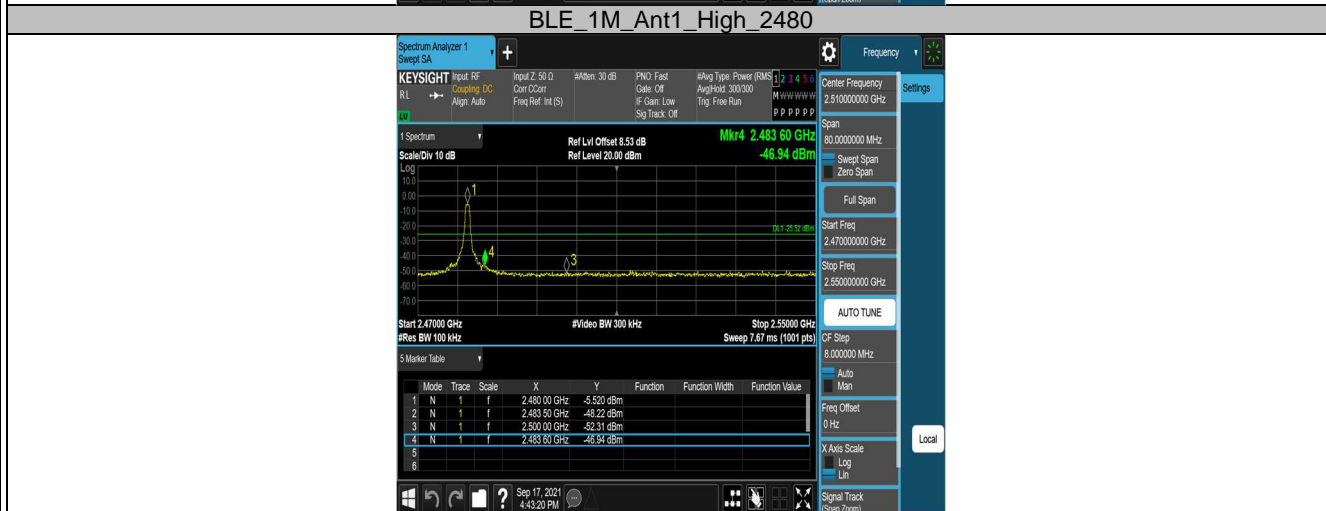 BLE_1M_Ant1_High_2480
Spectrum Analyzer 1
Swept SA
+
Frequency
KEYSIGHT
RL
LXI
Input: RF
Coupling: DC
Align: Auto
Input Z: 50 Ω
Corr CCorr
Freq Ref: Int (S)
#Atten: 30 dB
PNO: Fast
Gate: Off
IF Gain: Low
Sig Track: Off
#Avg Type: Power (RMS
Avg|Hold: 300/300
Trig: Free Run
1 2 3 4 5 6
M W W W W W
P P P P P P
1 Spectrum
Scale/Div 10 dB
Ref Lvl Offset 8.53 dB
Ref Level 20.00 dBm
Mkr4 2.483 60 GHz
-46.94 dBm
Log
10.0
0.00
-10.0
-20.0
-30.0
-40.0
-50.0
-60.0
-70.0
1
4
3
DL1 -25.52 dBm
Start 2.47000 GHz
#Res BW 100 kHz
#Video BW 300 kHz
Stop 2.55000 GHz
Sweep 7.67 ms (1001 pts)
5 Marker Table
Mode Trace Scale X Y Function Function Width Function Value
1 N 1 f 2.480 00 GHz -5.520 dBm
2 N 1 f 2.483 50 GHz -48.22 dBm
3 N 1 f 2.500 00 GHz -52.31 dBm
4 N 1 f 2.483 60 GHz -46.94 dBm
5
6
?
Sep 17, 2021
4:43:20 PM
Center Frequency
2.510000000 GHz
Settings
Span
80.0000000 MHz
Swept Span
Zero Span
Full Span
Start Freq
2.470000000 GHz
Stop Freq
2.550000000 GHz
AUTO TUNE
CF Step
8.000000 MHz
Auto
Man
Freq Offset
0 Hz
Local
X Axis Scale
Log
Lin
Signal Track
(Span Zoom)